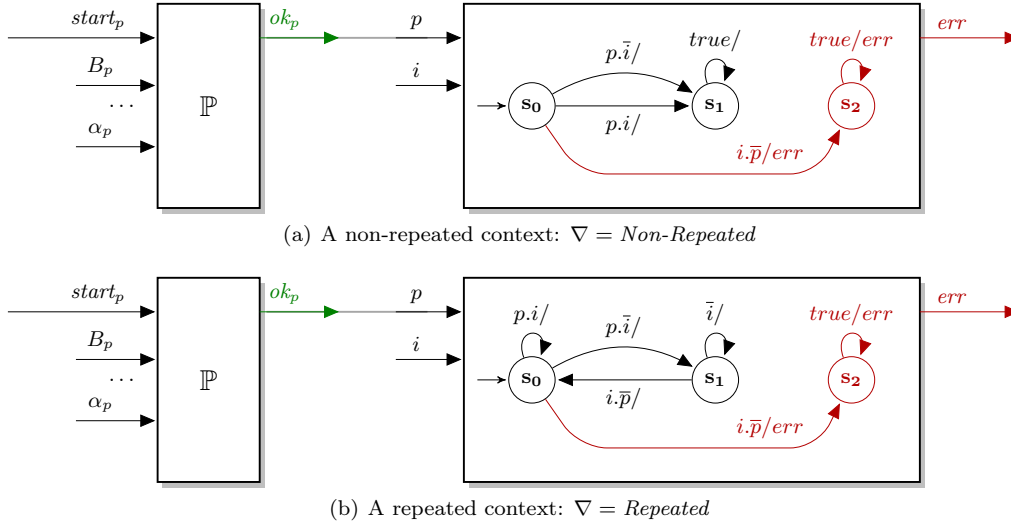 start_p ok_p p err
B_p i
...
α_p
ℙ
p.i̅/ true/ true/err
s₀ s₁ s₂
p.i/
i.p̅/err
(a) A non-repeated context: ∇ = Non-Repeated
start_p ok_p p err
B_p i
...
α_p
ℙ
p.i/ p.i̅/ i̅/ true/err
s₀ s₁ s₂
i.p̅/
i.p̅/err
(b) A repeated context: ∇ = Repeated